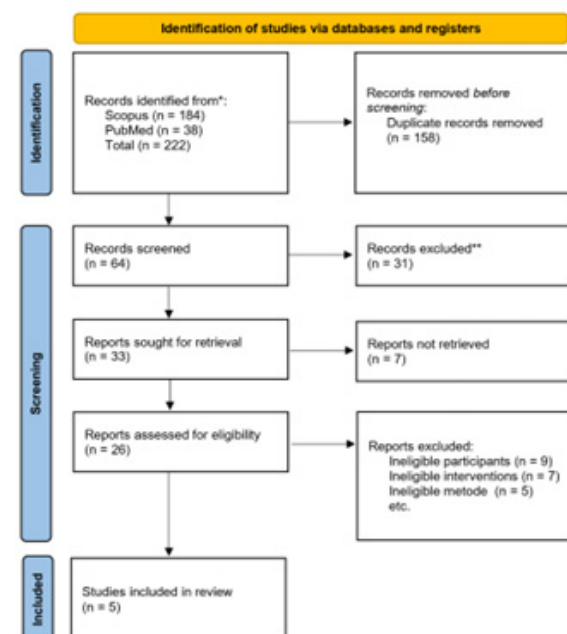 Identification of studies via databases and registers
Identification
Records identified from*:
Scopus (n = 184)
PubMed (n = 38)
Total (n = 222)
Records removed before
screening:
Duplicate records removed
(n = 158)
Screening
Records screened
(n = 64)
Records excluded**
(n = 31)
Reports sought for retrieval
(n = 33)
Reports not retrieved
(n = 7)
Reports assessed for eligibility
(n = 26)
Reports excluded:
Ineligible participants (n = 9)
Ineligible interventions (n = 7)
Ineligible metode (n = 5)
etc.
Included
Studies included in review
(n = 5)